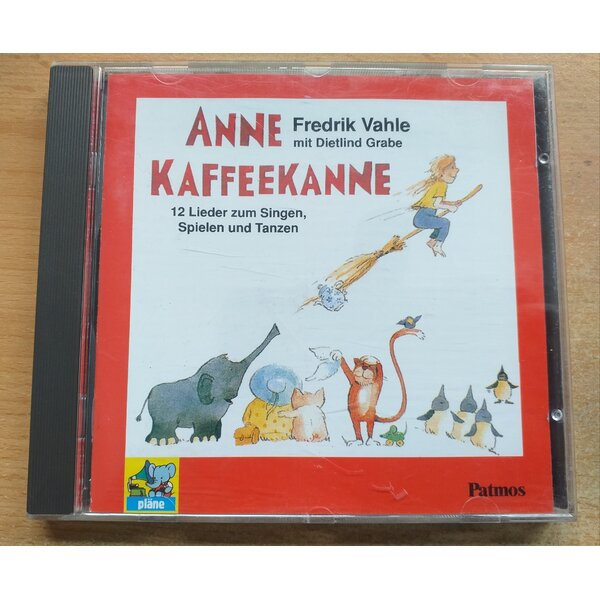 ANNE
Fredrik Vahle
mit Dietlind Grabe
KAFFEEKANNE
12 Lieder zum Singen,
Spielen und Tanzen
pläne
Patmos